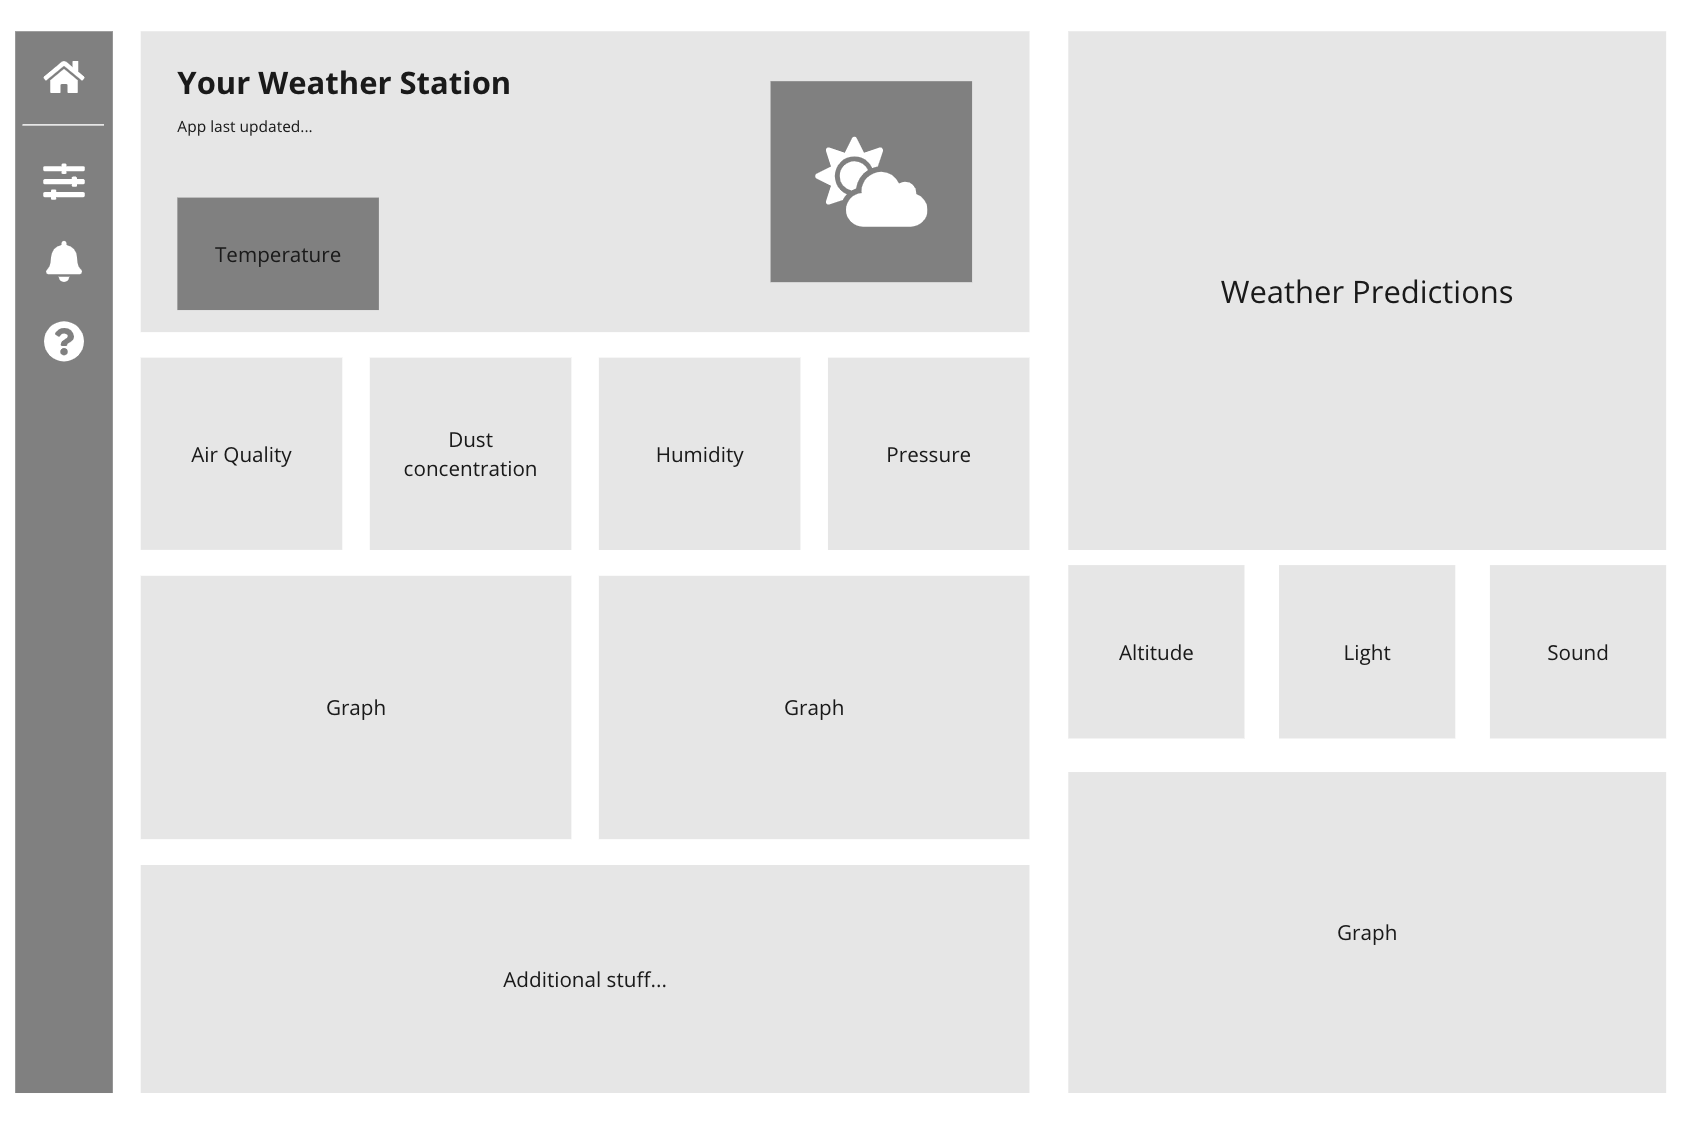 Your Weather Station
App last updated...
Temperature
Air Quality
Dust
concentration
Humidity
Pressure
Graph
Graph
Additional stuff...
Weather Predictions
Altitude
Light
Sound
Graph